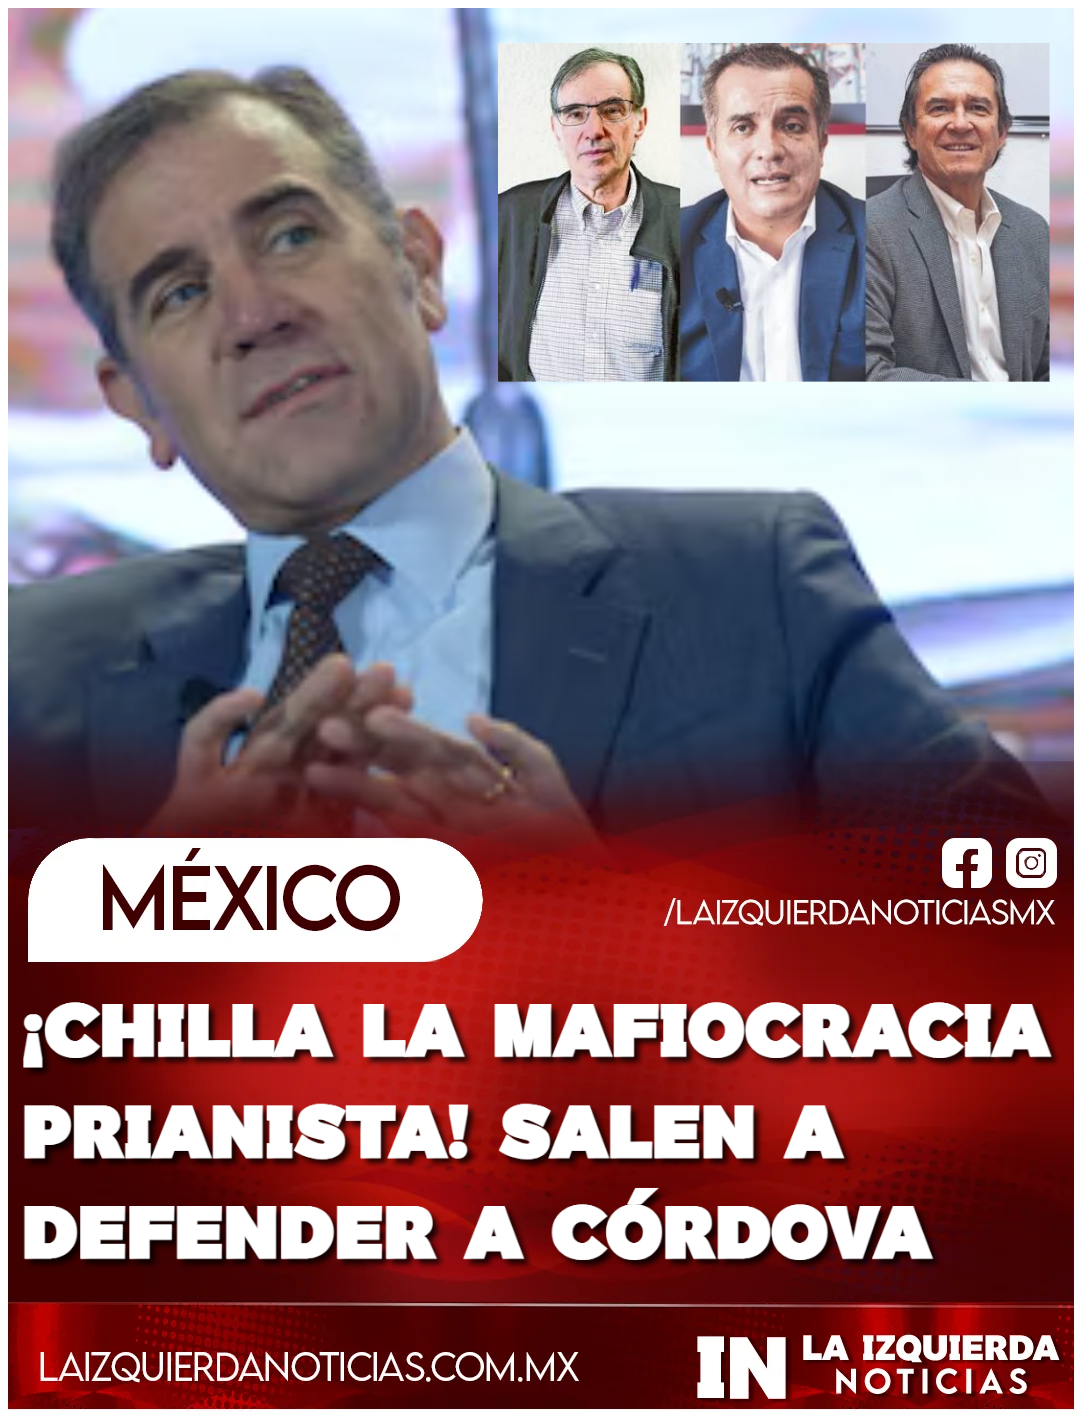 MÉXICO
/LAIZQUIERDANOTICIASMX
¡CHILLA LA MAFIOCRACIA
PRIANISTA! SALEN A
DEFENDER A CÓRDOVA
LAIZQUIERDANOTICIAS.COM.MX
IN LA IZQUIERDA
NOTICIAS